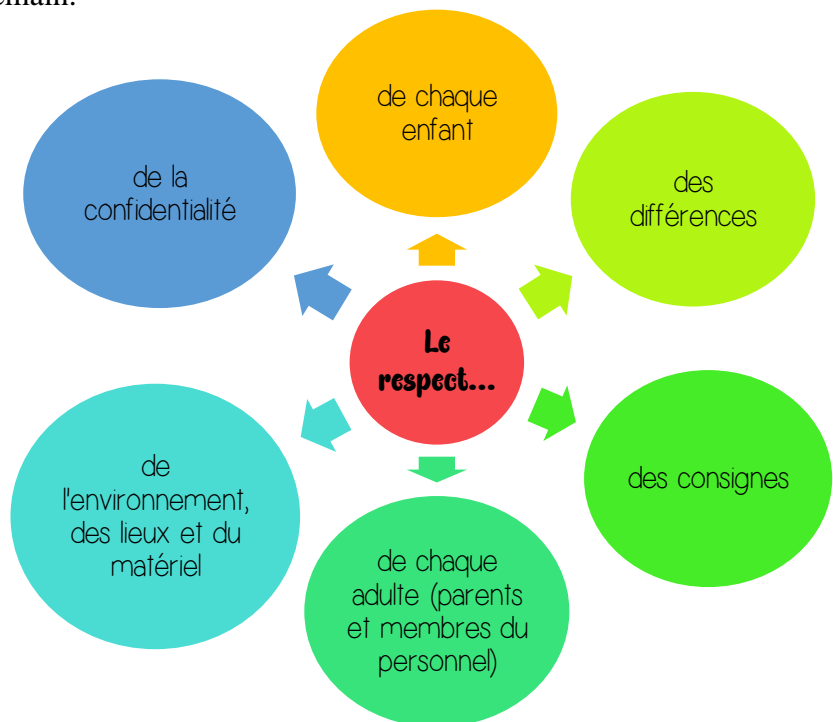 de chaque
enfant
des
différences
des consignes
de chaque
adulte (parents
et membres du
personnel)
de
l'environnement,
des lieux et du
matériel
de la
confidentialité
Le
respect...